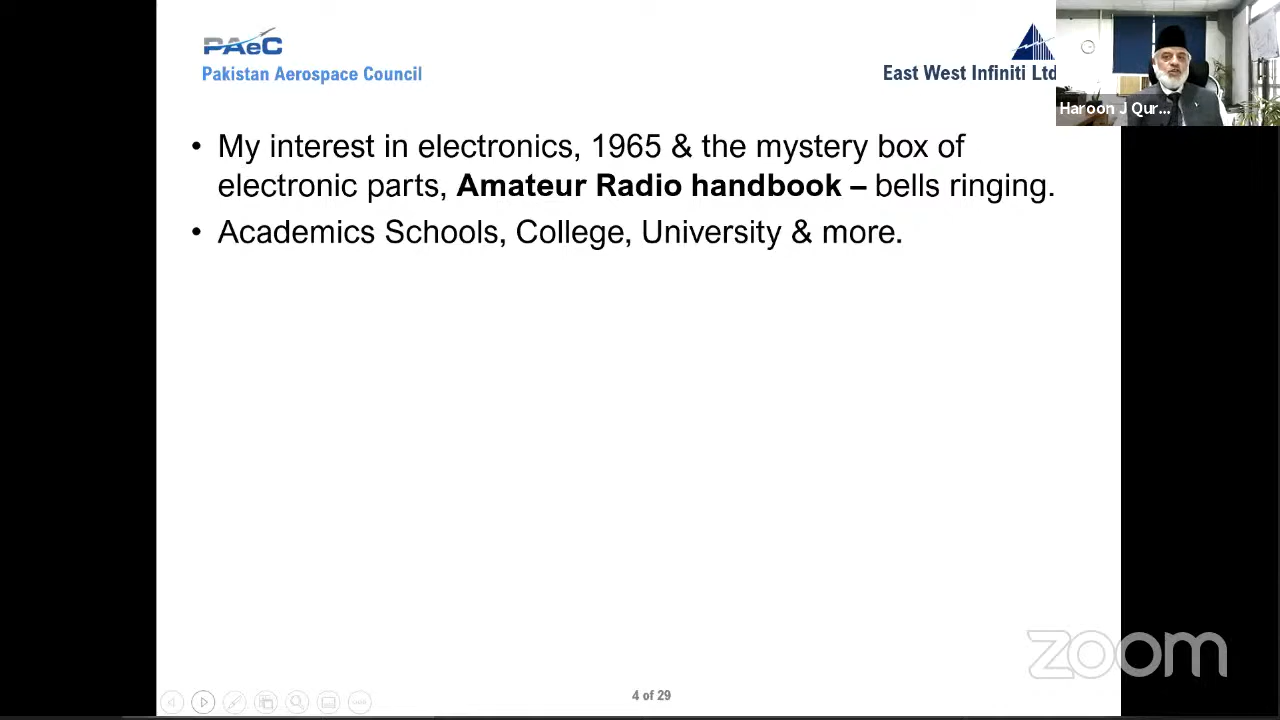 PAeC
Pakistan Aerospace Council
East West Infiniti Ltd
Haroon J Qur...
• My interest in electronics, 1965 & the mystery box of
electronic parts, Amateur Radio handbook – bells ringing.
• Academics Schools, College, University & more.
zoom
4 of 29